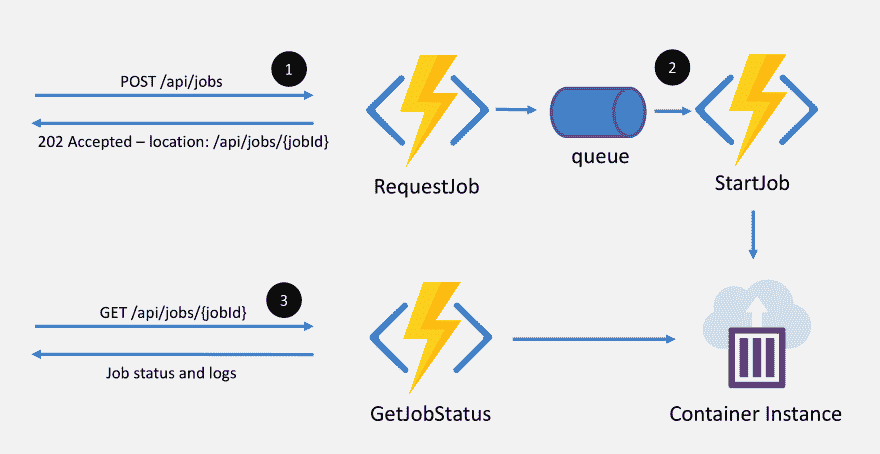 1
POST /api/jobs
202 Accepted – location: /api/jobs/{jobId}
RequestJob
queue
2
StartJob
3
GET /api/jobs/{jobId}
Job status and logs
GetJobStatus
Container Instance